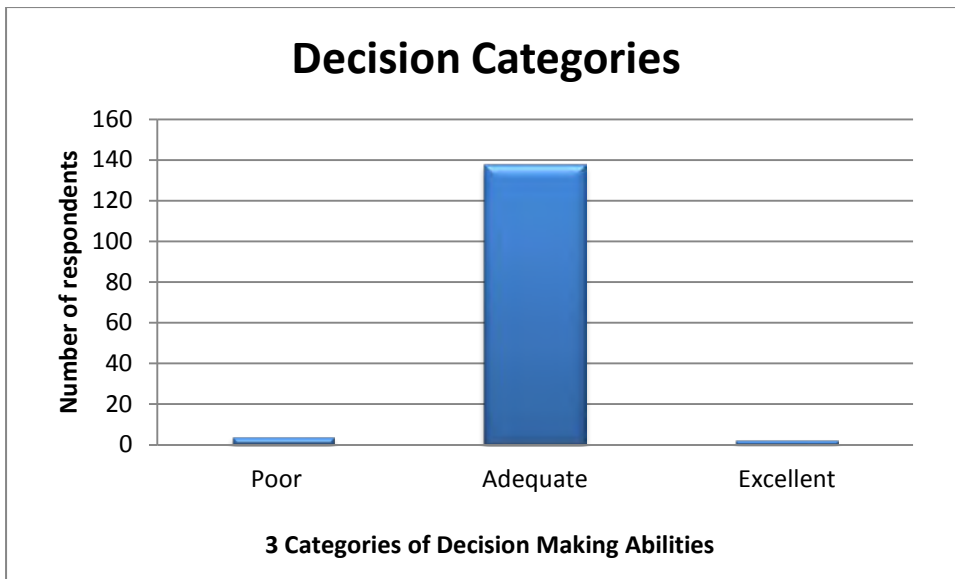 Decision Categories
Number of respondents
160
140
120
100
80
60
40
20
0
Poor
Adequate
Excellent
3 Categories of Decision Making Abilities